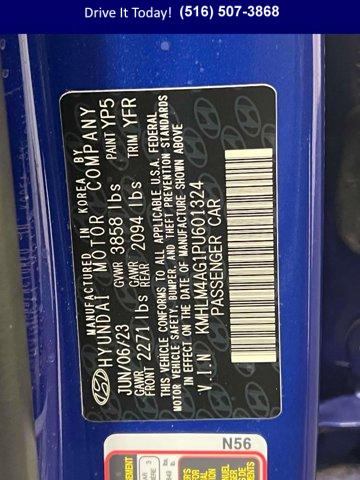 Drive It Today! (516) 507-3868
MANUFACTURED IN KOREA BY
HYUNDAI MOTOR COMPANY
JUN/06/23 GVWR 3858 lbs PAINT YP5
GAWR FRONT 2271 lbs GAWR REAR 2094 lbs TRIM YFR
THIS VEHICLE CONFORMS TO ALL APPLICABLE U.S.A. FEDERAL
MOTOR VEHICLE SAFETY, BUMPER, AND THEFT PREVENTION STANDARDS
IN EFFECT ON THE DATE OF MANUFACTURE SHOWN ABOVE
V.I.N KMHLM4AG1PU601324
PASSENGER CAR
N56